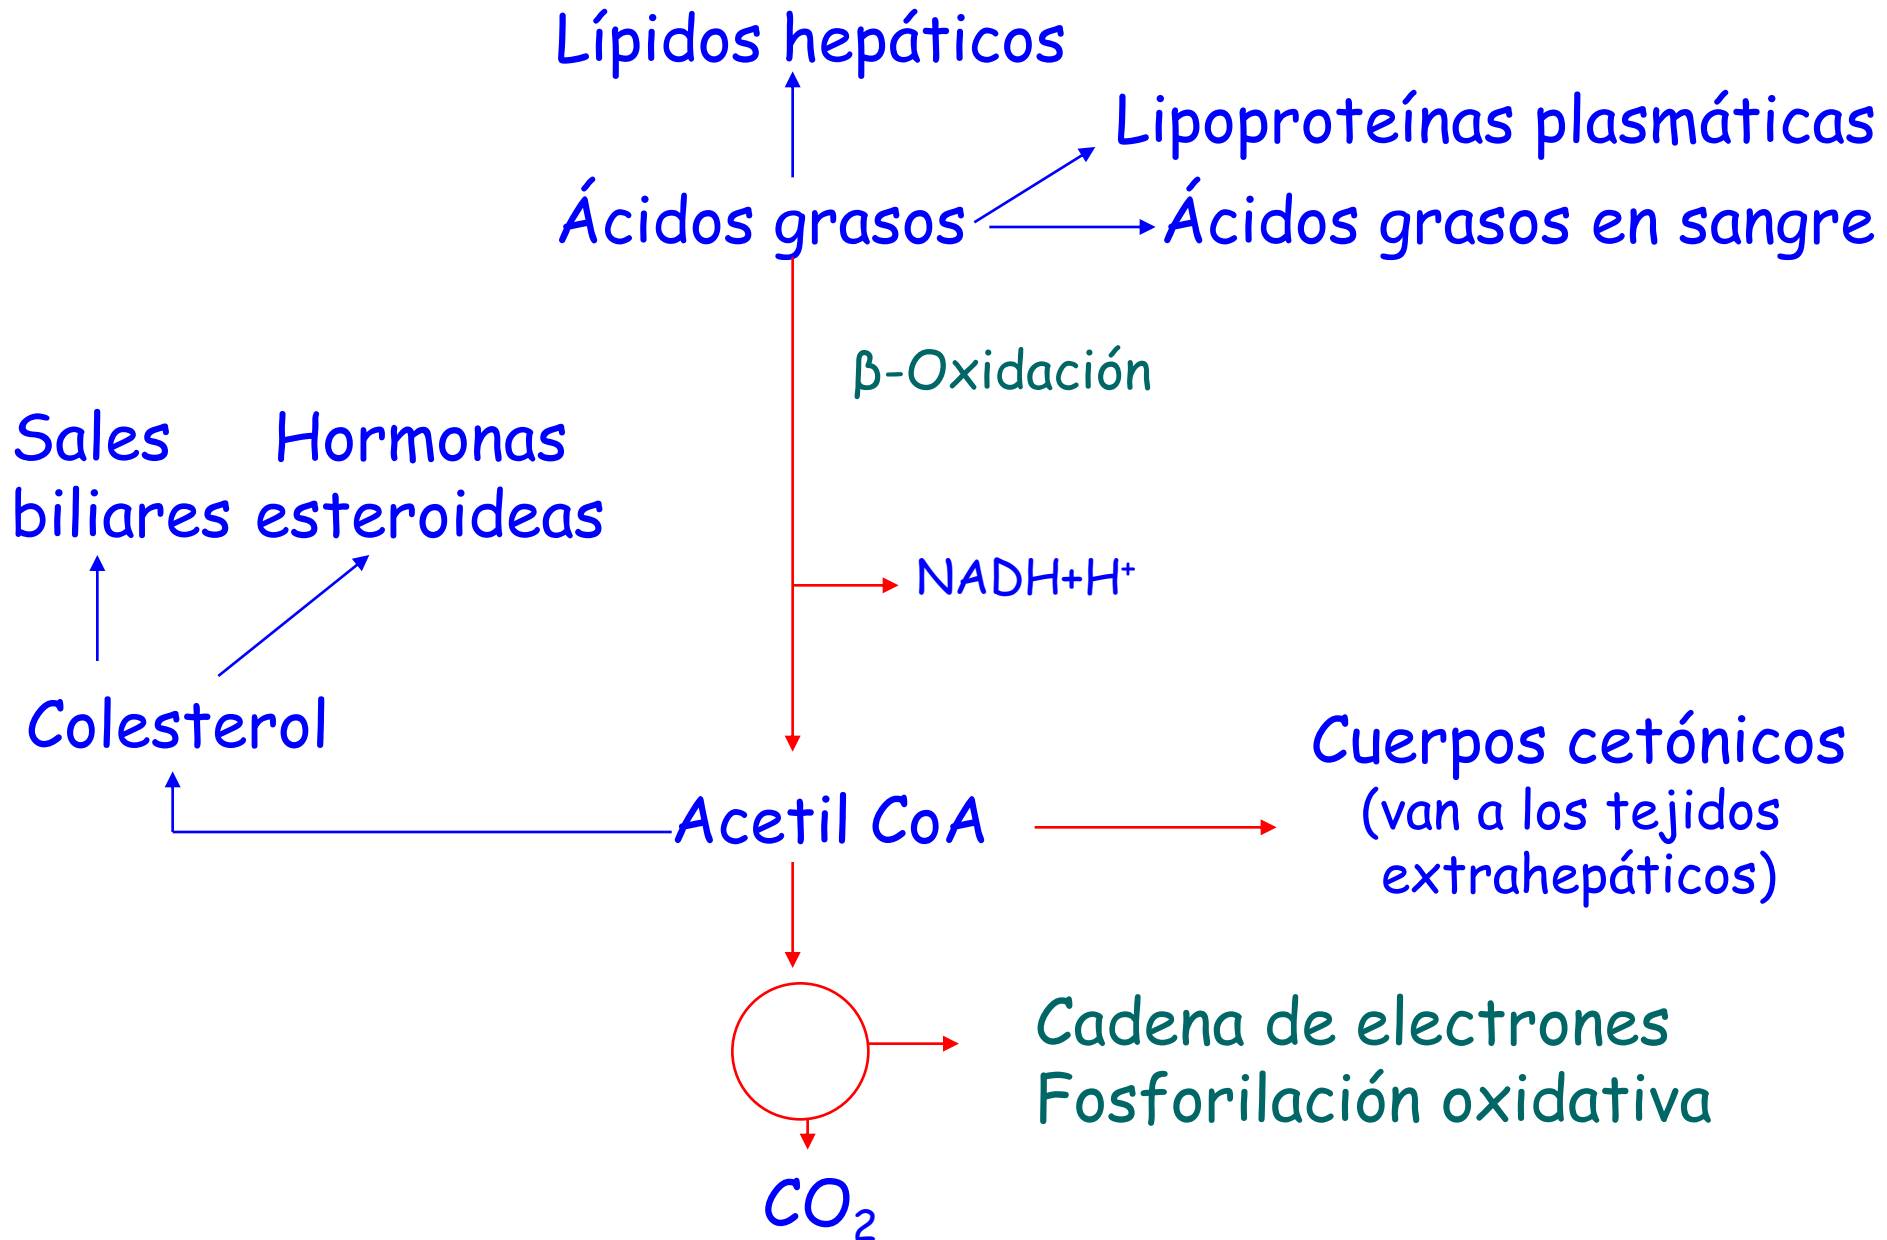 Lípidos hepáticos
Lipoproteínas plasmáticas
Ácidos grasos
Ácidos grasos en sangre
β-Oxidación
Sales
biliares
Hormonas
esteroideas
NADH+H⁺
Colesterol
Cuerpos cetónicos
(van a los tejidos
extrahepáticos)
Acetil CoA
Cadena de electrones
Fosforilación oxidativa
CO₂